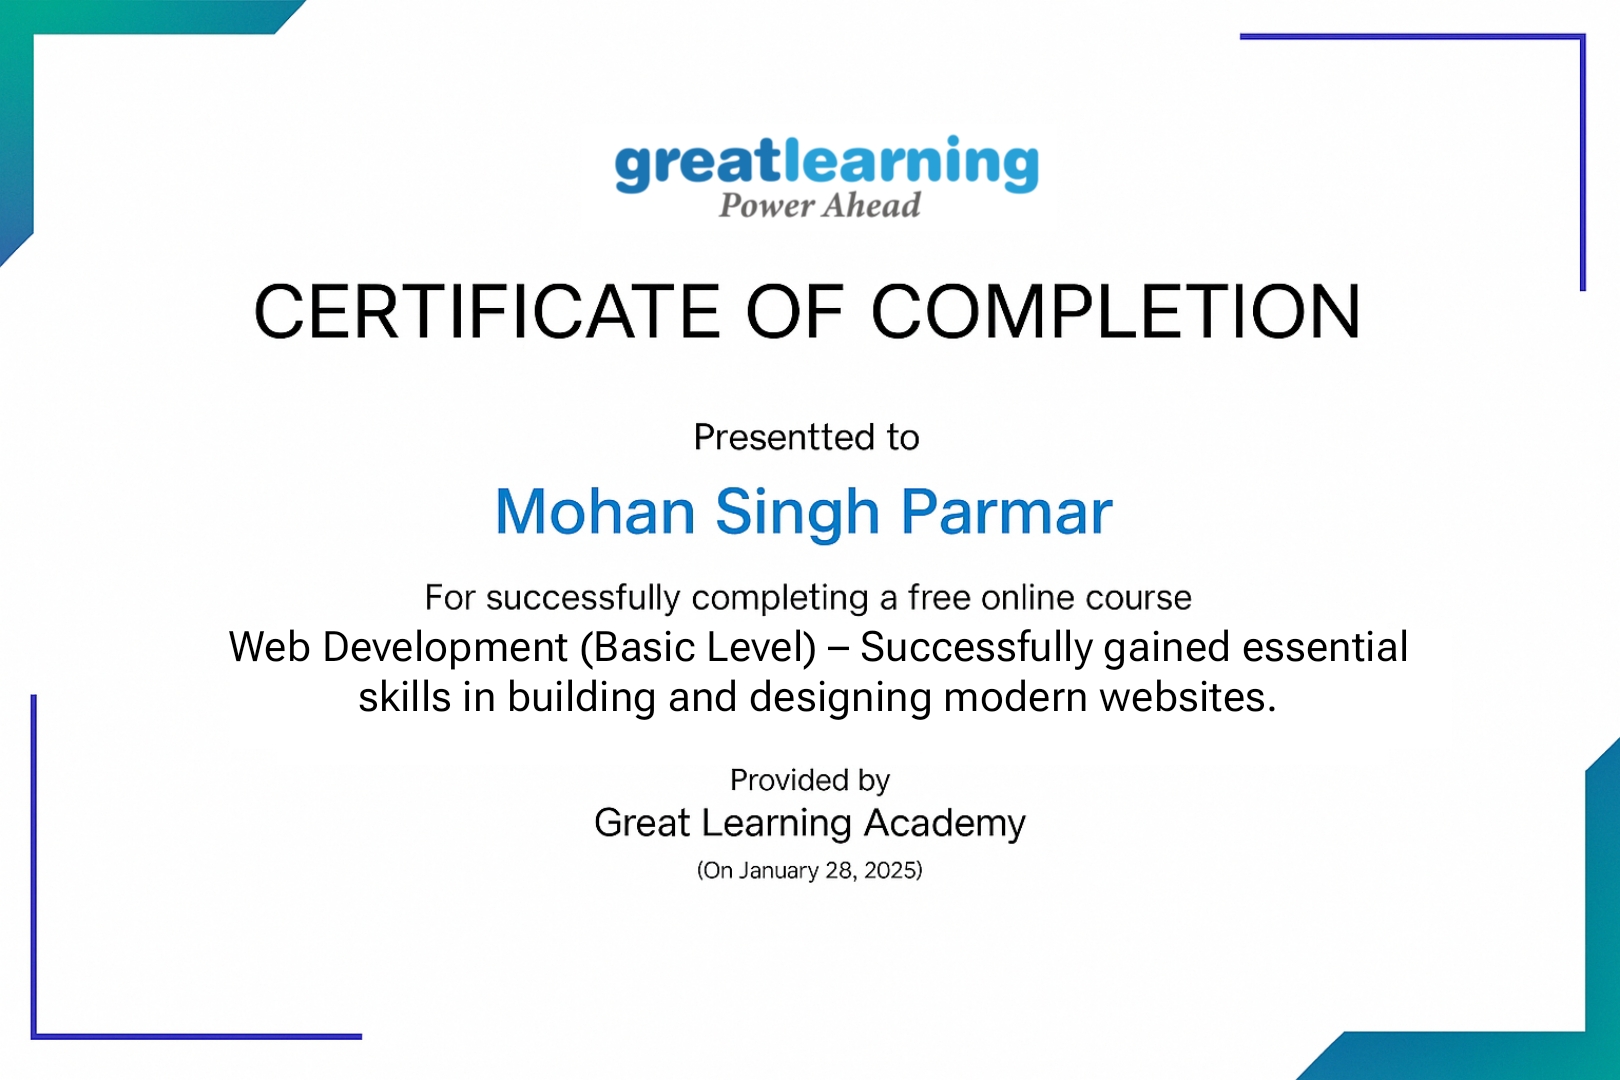 greatlearning
Power Ahead
CERTIFICATE OF COMPLETION
Presentted to
Mohan Singh Parmar
For successfully completing a free online course
Web Development (Basic Level) – Successfully gained essential
skills in building and designing modern websites.
Provided by
Great Learning Academy
(On January 28, 2025)